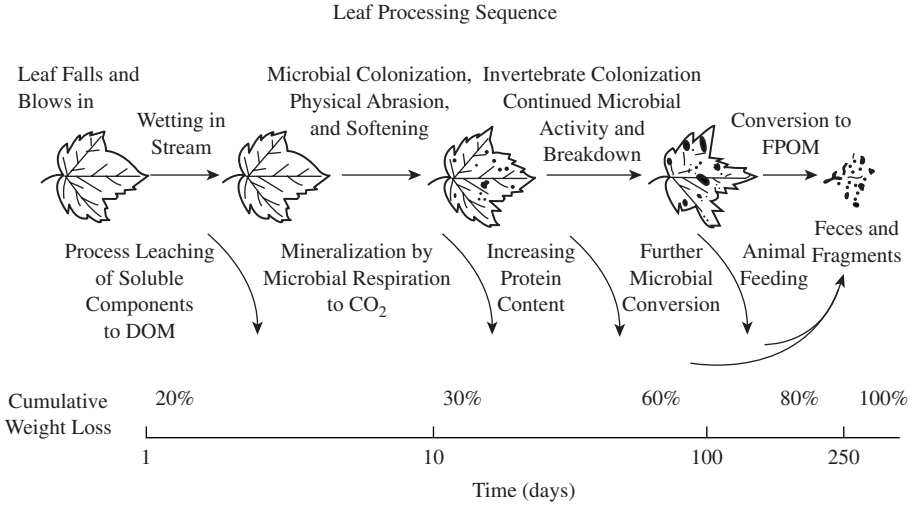 Leaf Processing Sequence
Leaf Falls and
Blows in
Wetting in
Stream
Microbial Colonization,
Physical Abrasion,
and Softening
Invertebrate Colonization
Continued Microbial
Activity and
Breakdown
Conversion to
FPOM
Process Leaching
of Soluble
Components
to DOM
Mineralization by
Microbial Respiration
to CO₂
Increasing
Protein
Content
Further
Microbial
Conversion
Animal
Feeding
Feces and
Fragments
Cumulative
Weight Loss
20% 30% 60% 80% 100%
1 10 100 250
Time (days)